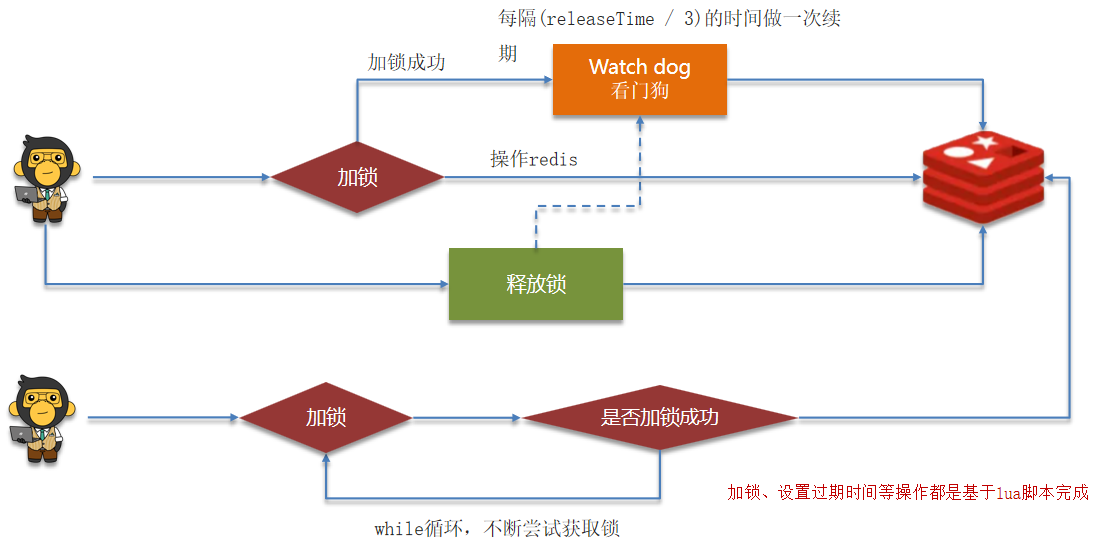 每隔(releaseTime / 3)的时间做一次续
期
加锁成功
Watch dog
看门狗
加锁
操作redis
释放锁
加锁
是否加锁成功
加锁、设置过期时间等操作都是基于lua脚本完成
while循环，不断尝试获取锁